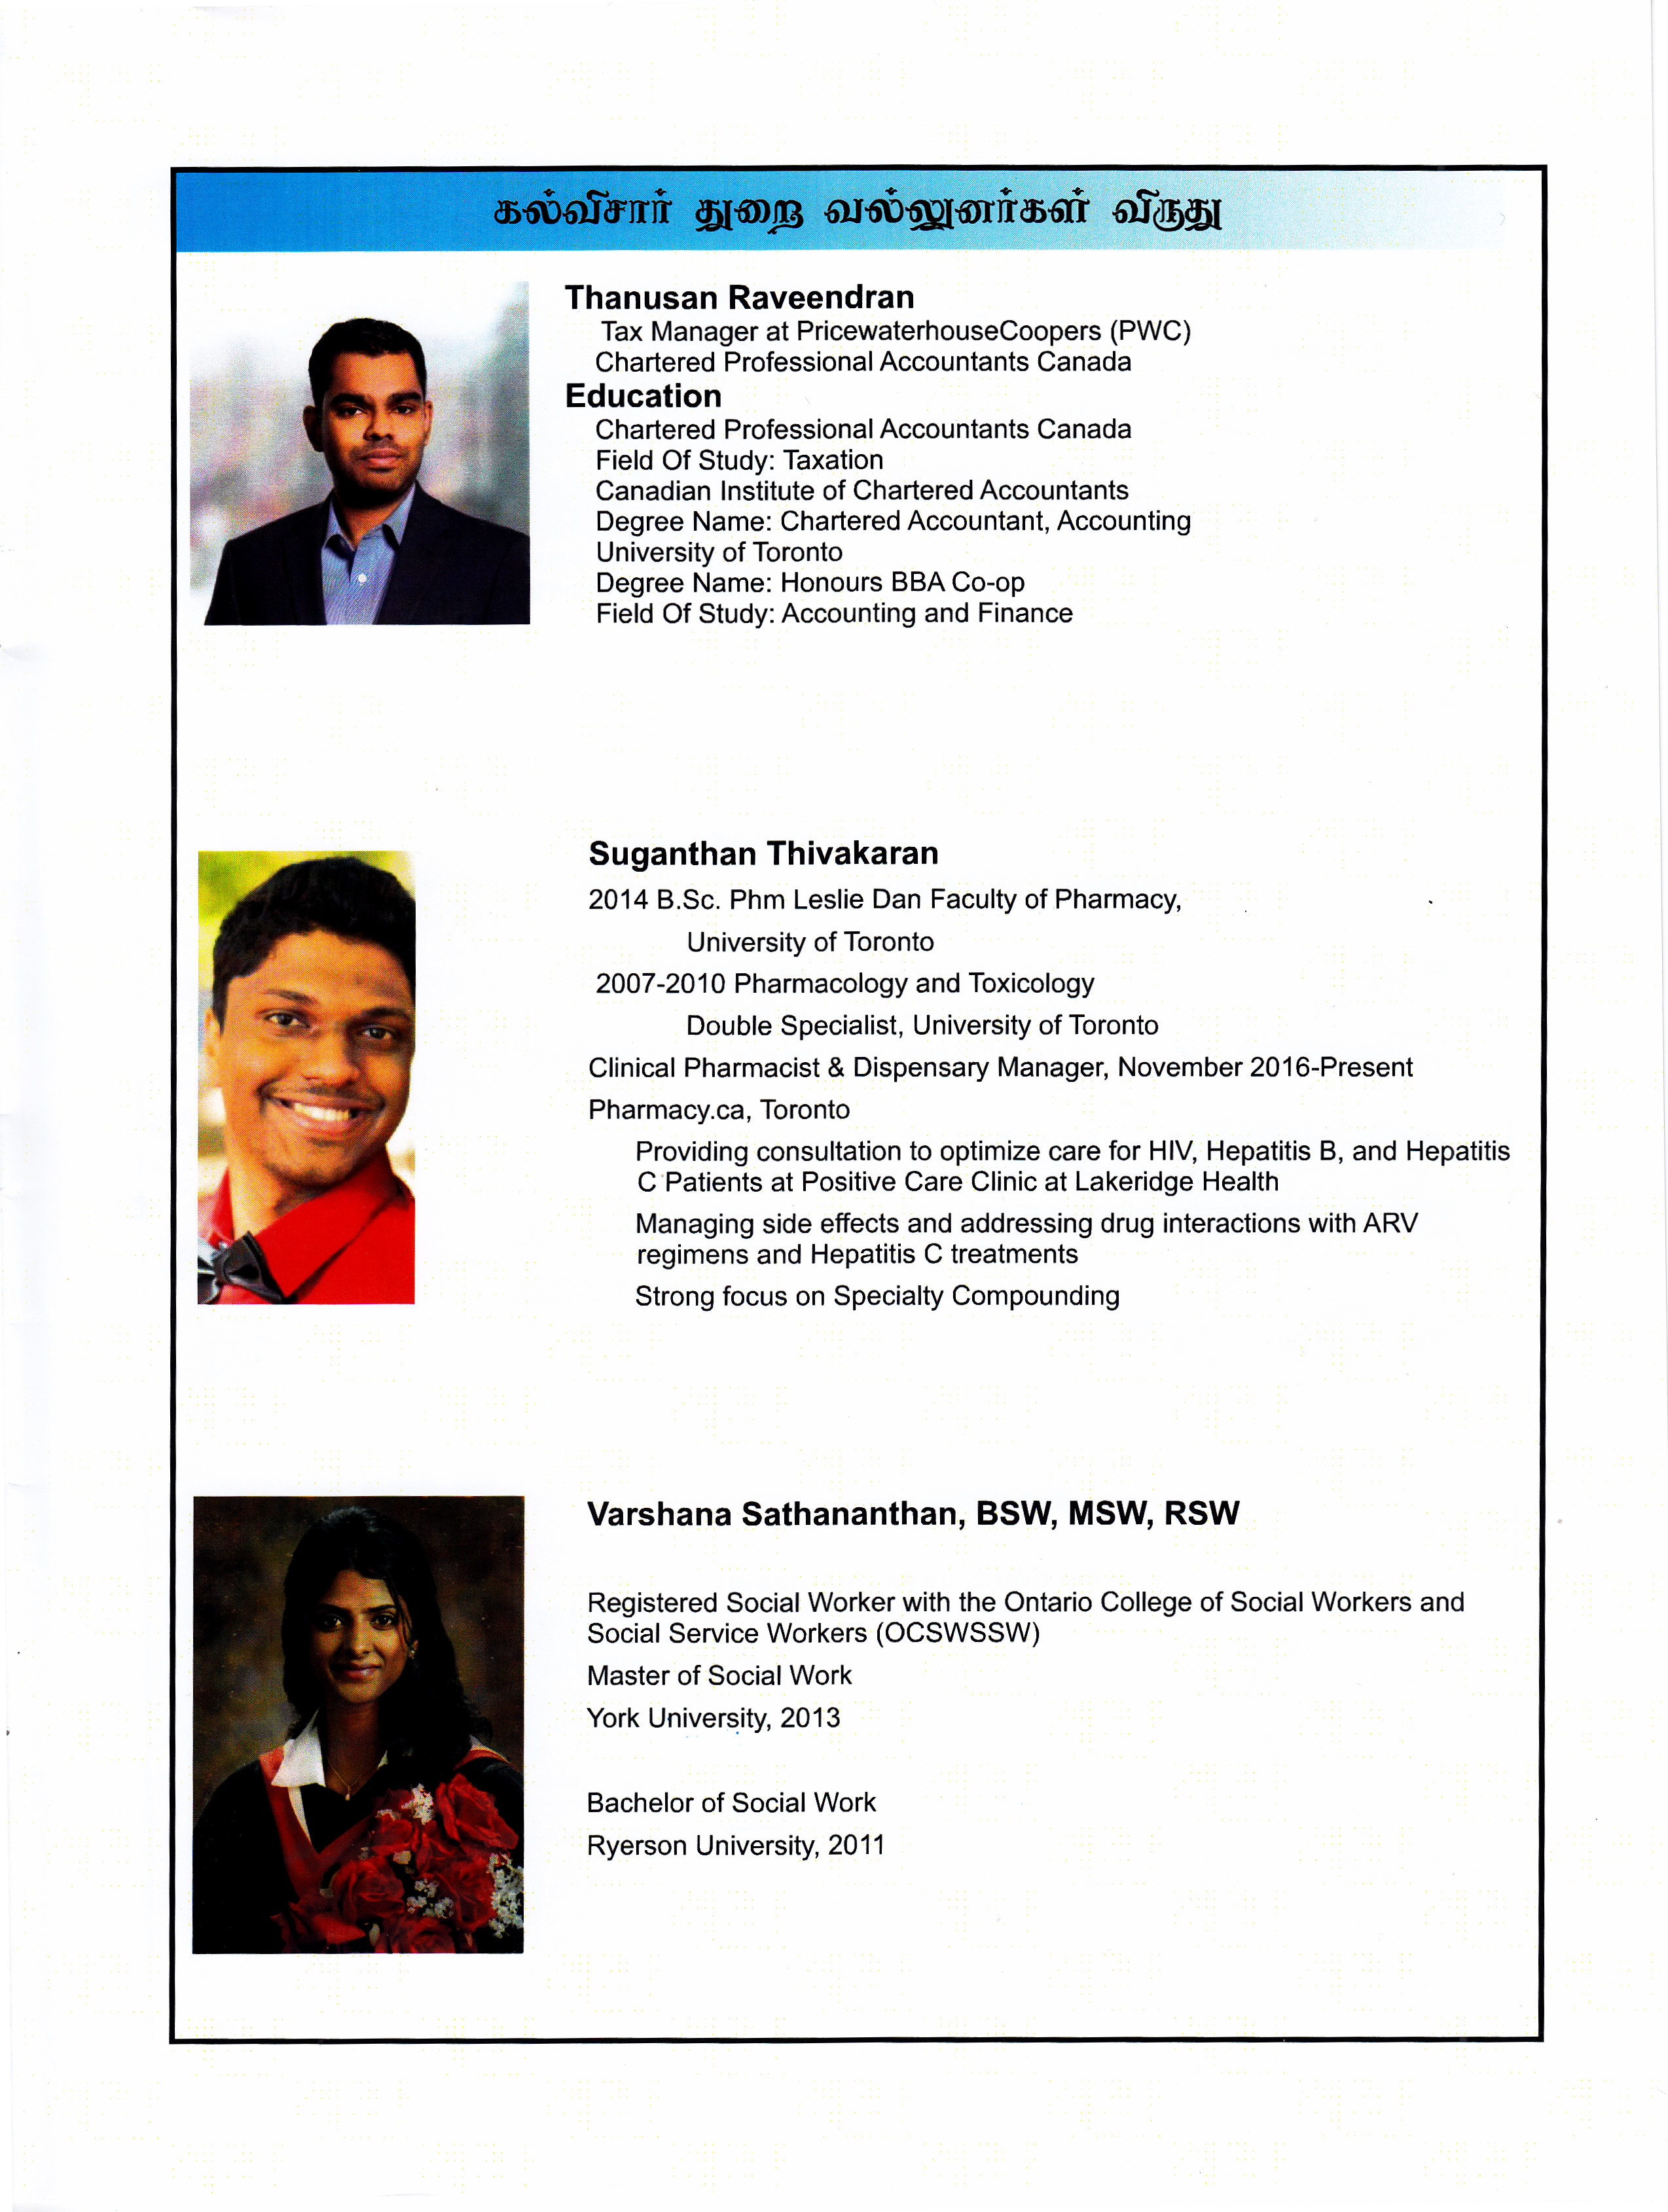 கல்விசார் துறை வல்லுனர்கள் விருது
Thanusan Raveendran
Tax Manager at PricewaterhouseCoopers (PWC)
Chartered Professional Accountants Canada
Education
Chartered Professional Accountants Canada
Field Of Study: Taxation
Canadian Institute of Chartered Accountants
Degree Name: Chartered Accountant, Accounting
University of Toronto
Degree Name: Honours BBA Co-op
Field Of Study: Accounting and Finance
Suganthan Thivakaran
2014 B.Sc. Phm Leslie Dan Faculty of Pharmacy,
University of Toronto
2007-2010 Pharmacology and Toxicology
Double Specialist, University of Toronto
Clinical Pharmacist & Dispensary Manager, November 2016-Present
Pharmacy.ca, Toronto
Providing consultation to optimize care for HIV, Hepatitis B, and Hepatitis
C Patients at Positive Care Clinic at Lakeridge Health
Managing side effects and addressing drug interactions with ARV
regimens and Hepatitis C treatments
Strong focus on Specialty Compounding
Varshana Sathananthan, BSW, MSW, RSW
Registered Social Worker with the Ontario College of Social Workers and
Social Service Workers (OCSWSSW)
Master of Social Work
York University, 2013
Bachelor of Social Work
Ryerson University, 2011